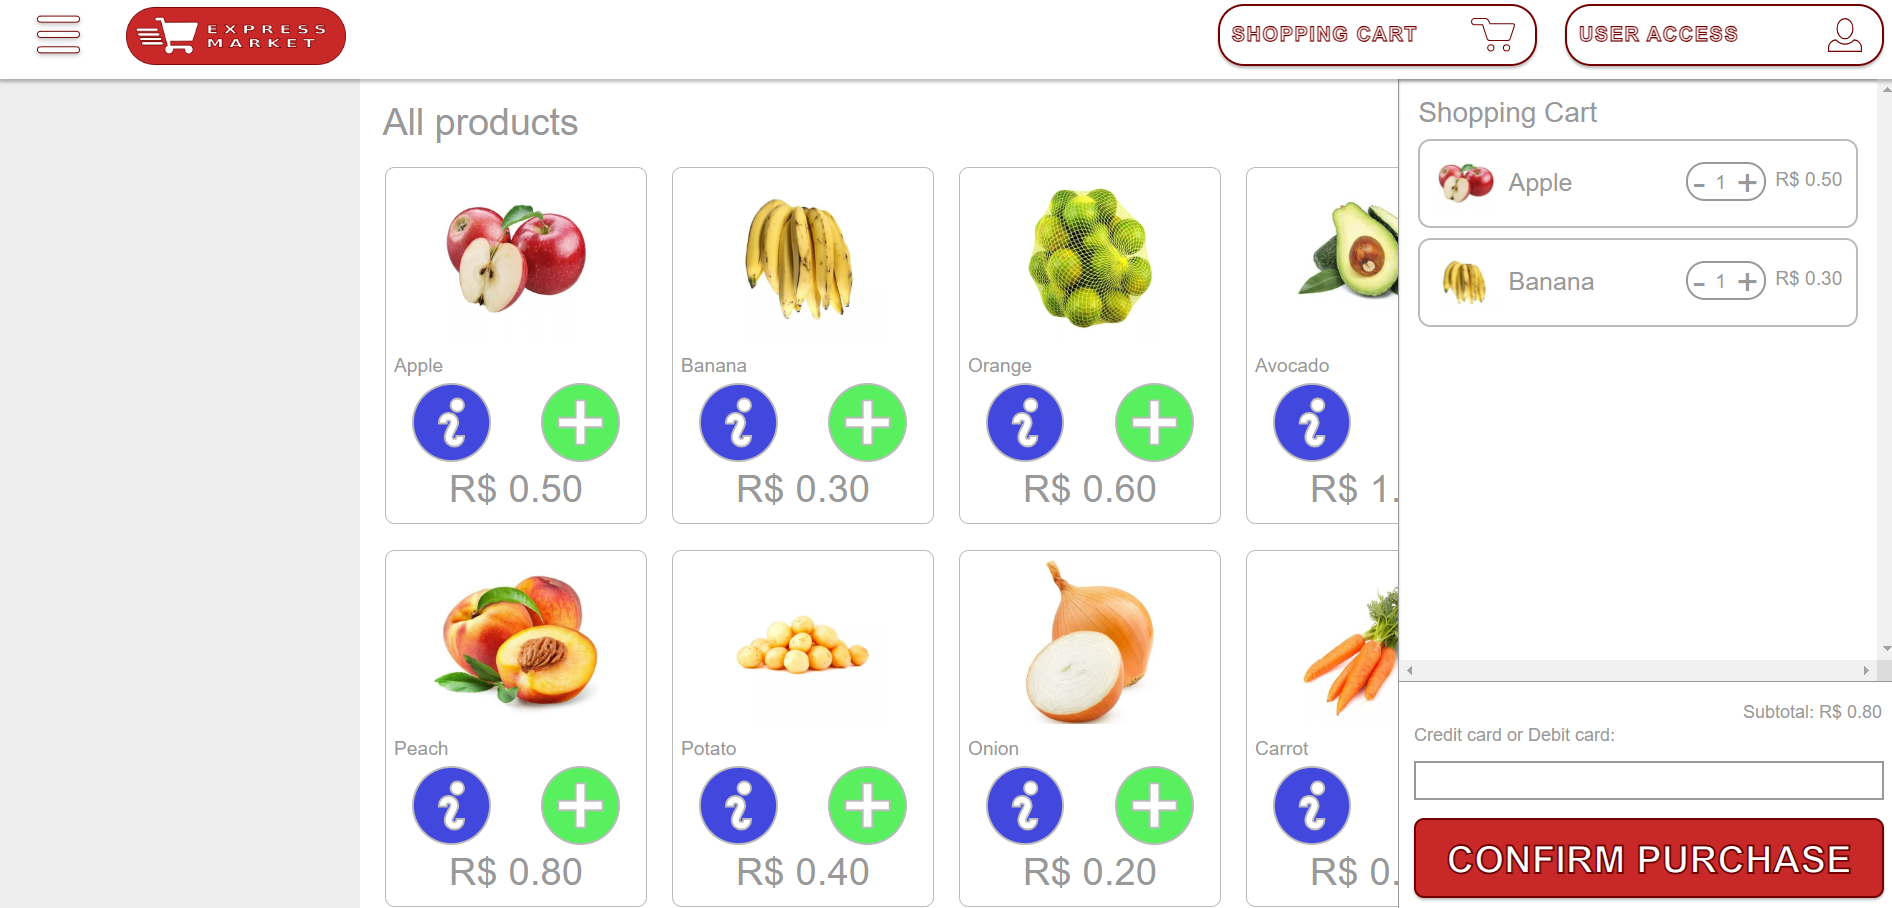 EXPRESS
MARKET
SHOPPING CART
USER ACCESS
All products
Apple
R$ 0.50
Banana
R$ 0.30
Orange
R$ 0.60
Avocado
R$ 1.
Peach
R$ 0.80
Potato
R$ 0.40
Onion
R$ 0.20
Carrot
R$ 0.
Shopping Cart
Apple
- 1 + R$ 0.50
Banana
- 1 + R$ 0.30
Subtotal: R$ 0.80
Credit card or Debit card:
CONFIRM PURCHASE